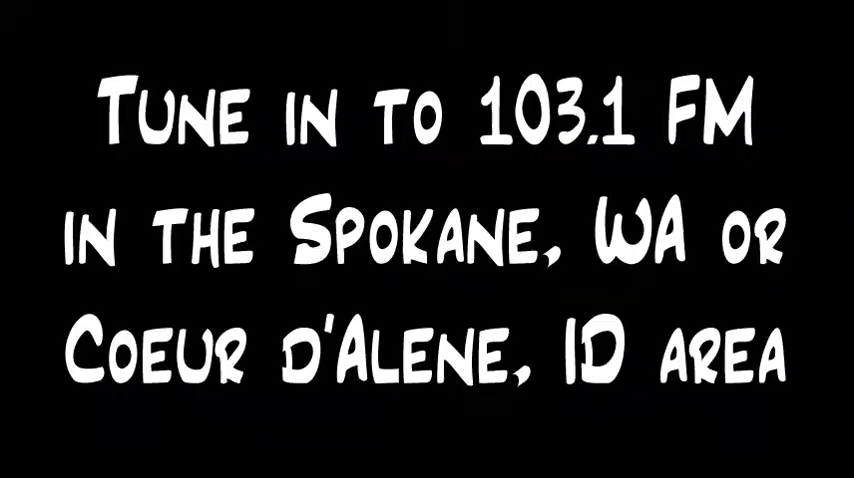 Tune in to 103.1 FM
in the Spokane, WA or
Coeur d'Alene, ID area